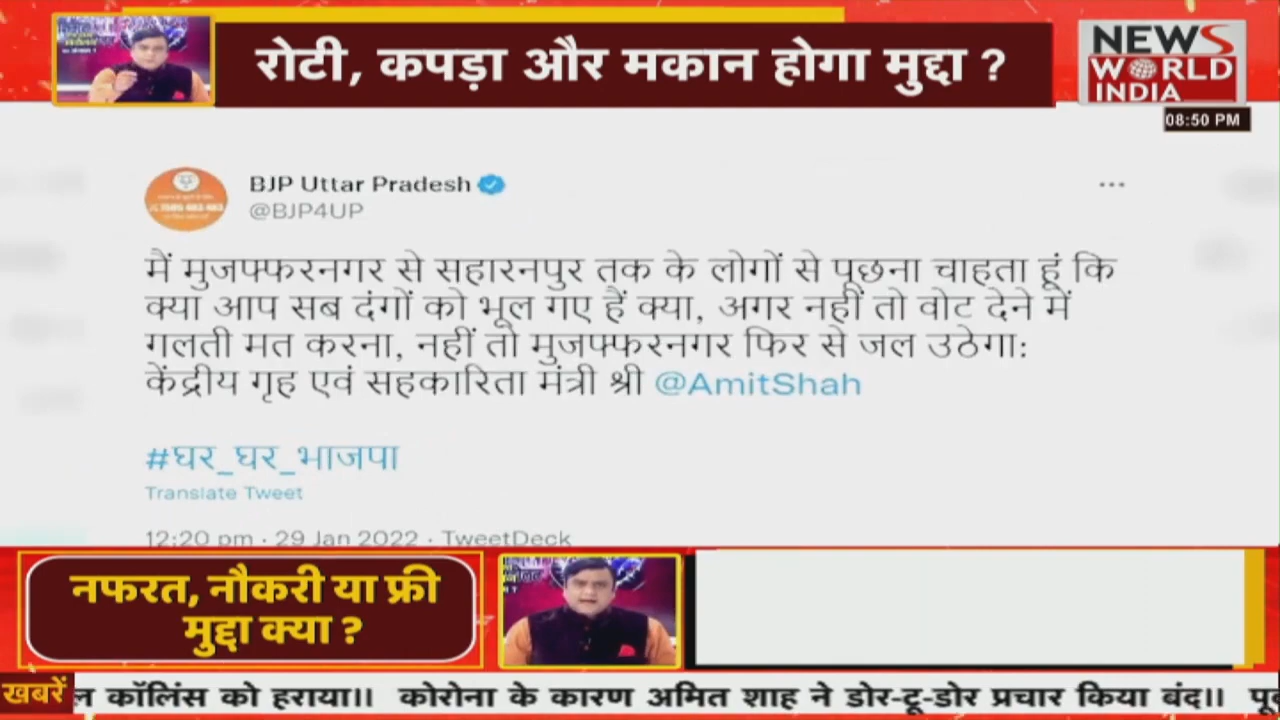 रोटी, कपड़ा और मकान होगा मुद्दा ?
NEWS
WORLD
INDIA
08:50 PM
BJP Uttar Pradesh
@BJP4UP
मैं मुजफ्फरनगर से सहारनपुर तक के लोगों से पूछना चाहता हूं कि
क्या आप सब दंगों को भूल गए हैं क्या, अगर नहीं तो वोट देने में
गलती मत करना, नहीं तो मुजफ्फरनगर फिर से जल उठेगा:
केंद्रीय गृह एवं सहकारिता मंत्री श्री @AmitShah
#घर_घर_भाजपा
Translate Tweet
12:20 pm · 29 Jan 2022 · TweetDeck
नफरत, नौकरी या फ्री
मुद्दा क्या ?
खबरें
ल कॉलिंस को हराया॥ कोरोना के कारण अमित शाह ने डोर-टू-डोर प्रचार किया बंद॥